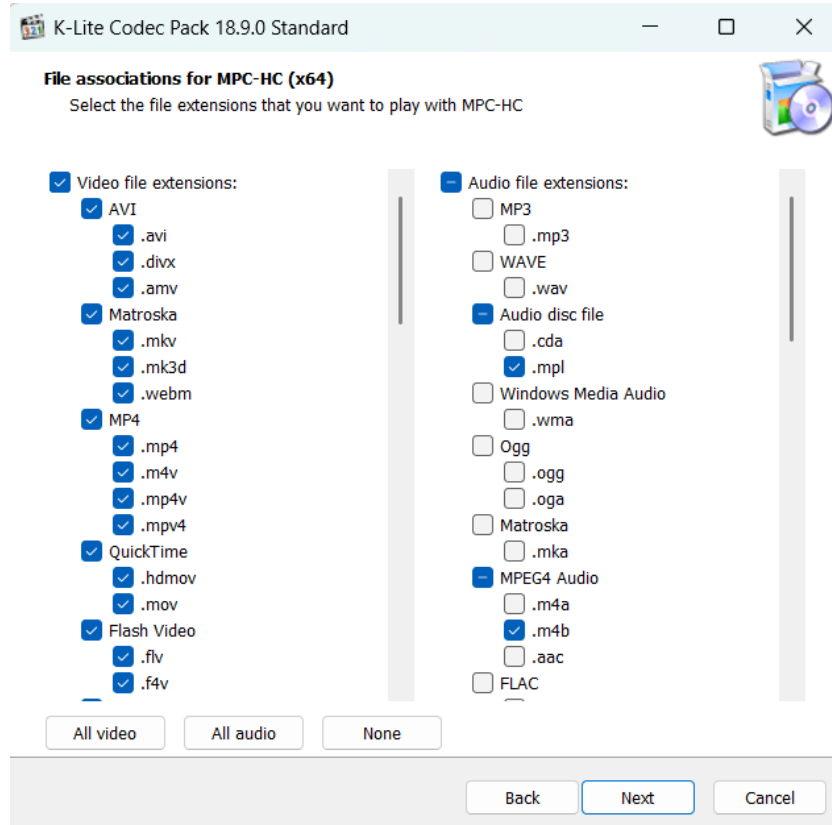 K-Lite Codec Pack 18.9.0 Standard
File associations for MPC-HC (x64)
Select the file extensions that you want to play with MPC-HC
Video file extensions:
AVI
.avi
.divx
.amv
Matroska
.mkv
.mk3d
.webm
MP4
.mp4
.m4v
.mp4v
.mpv4
QuickTime
.hdmov
.mov
Flash Video
.flv
.f4v
Audio file extensions:
MP3
.mp3
WAVE
.wav
Audio disc file
.cda
.mpl
Windows Media Audio
.wma
Ogg
.ogg
.oga
Matroska
.mka
MPEG4 Audio
.m4a
.m4b
.aac
FLAC
All video
All audio
None
Back
Next
Cancel